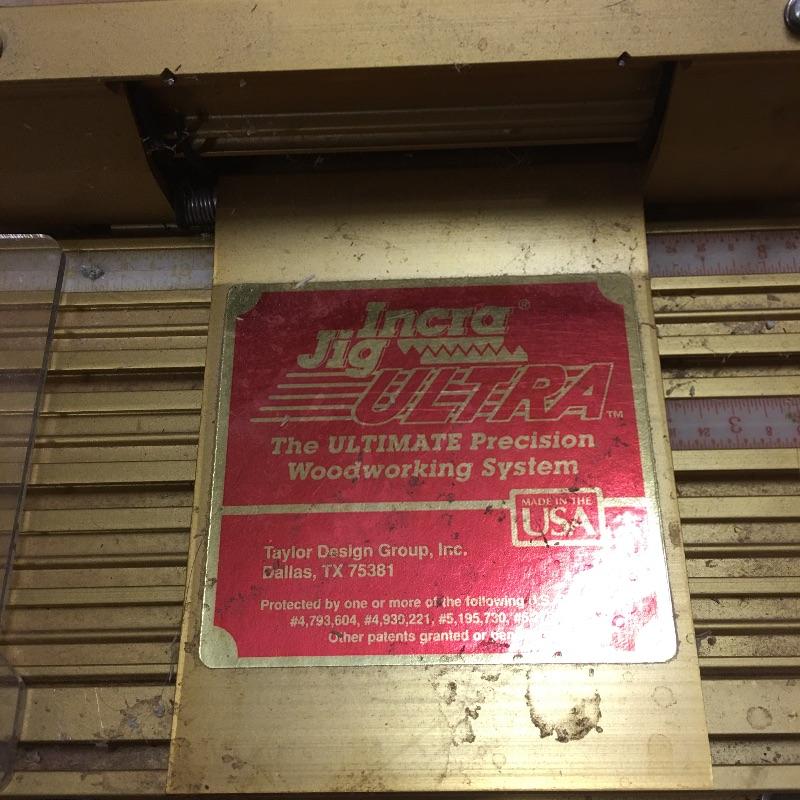 Incra®
Jig
ULTRA™
The ULTIMATE Precision
Woodworking System
MADE IN THE
USA
Taylor Design Group, Inc.
Dallas, TX 75381
Protected by one or more of the following U.S.
#4,793,604, #4,930,221, #5,195,730,
Other patents granted or
3